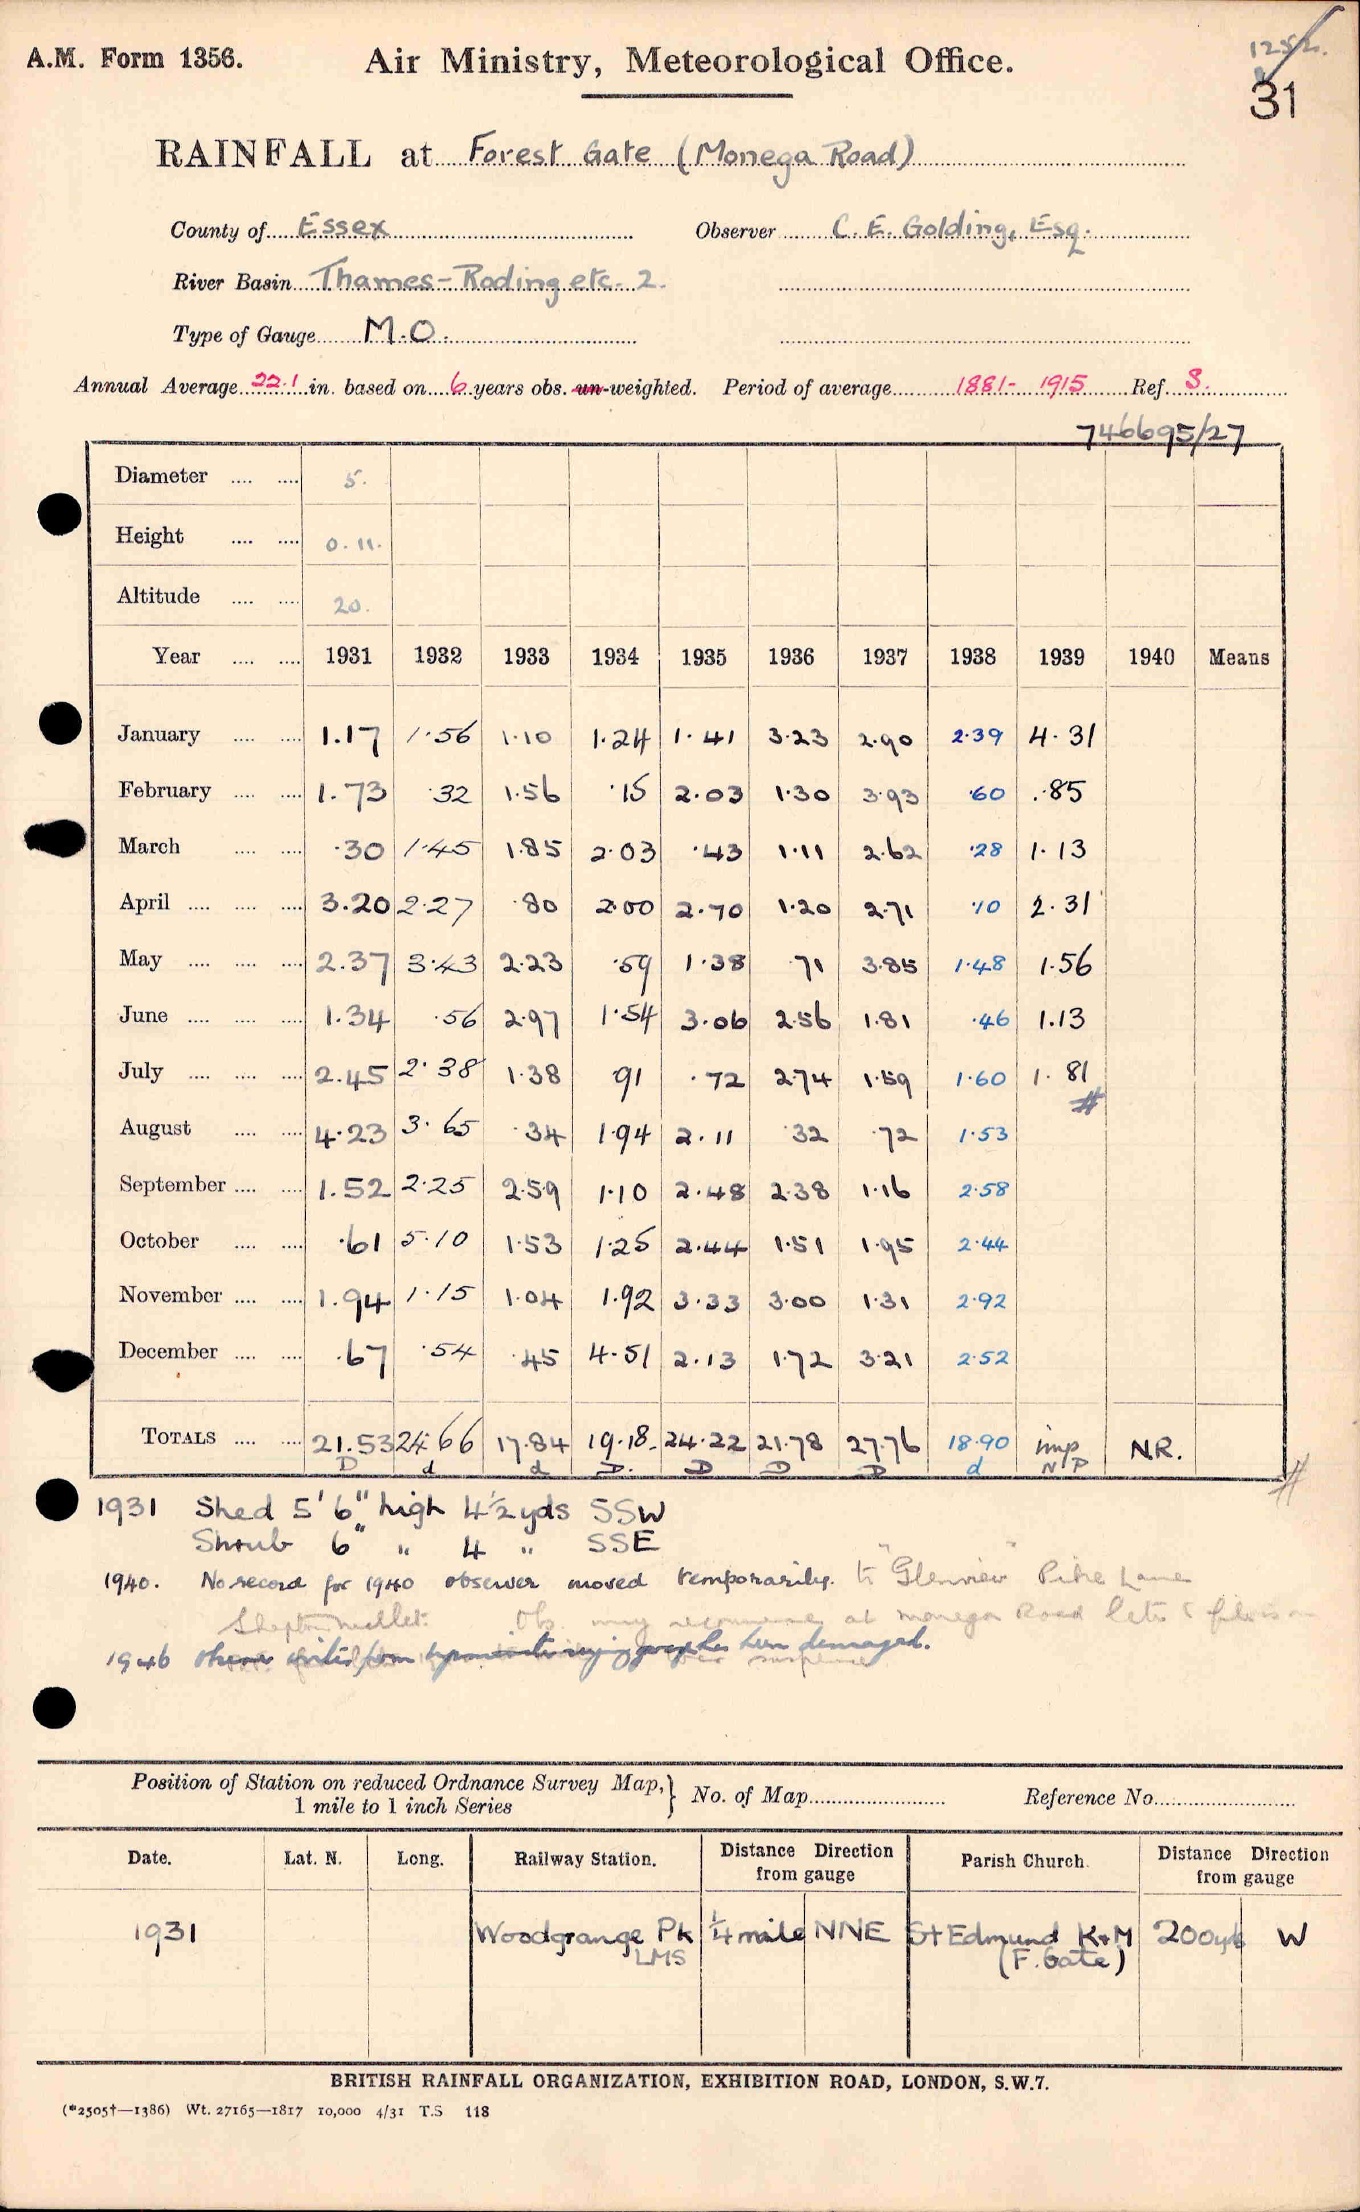 A.M. Form 1356.
Air Ministry, Meteorological Office.
31
RAINFALL at Forest Gate (Monega Road)
County of Essex Observer C. E. Golding, Esq.
River Basin Thames - Roding etc. 2.
Type of Gauge M.O.
Annual Average 22.1 in. based on 6 years obs. un-weighted. Period of average 1881- 1915 Ref. S.
746695/27
Diameter .... .... 5.
Height .... .... 0.11.
Altitude .... .... 20.
Year .... .... 1931 1932 1933 1934 1935 1936 1937 1938 1939 1940 Means
January .... .... 1.17 1.56 1.10 1.24 1.41 3.23 2.90 2.39 4.31
February .... .... 1.73 .32 1.56 .15 2.03 1.30 3.93 .60 .85
March .... .... .30 1.45 1.85 2.03 .43 1.11 2.62 .28 1.13
April .... .... .... 3.20 2.27 .80 2.00 2.70 1.20 2.71 .10 2.31
May .... .... .... 2.37 3.43 2.23 .59 1.38 .71 3.85 1.48 1.56
June .... .... .... 1.34 .56 2.97 1.54 3.06 2.56 1.81 .46 1.13
July .... .... .... 2.45 2.38 1.38 .91 .72 2.74 1.59 1.60 1.81
#
August .... .... 4.23 3.65 .34 1.94 2.11 .32 .72 1.53
September .... .... 1.52 2.25 2.59 1.10 2.48 2.38 1.16 2.58
October .... .... .61 5.10 1.53 1.25 2.44 1.51 1.95 2.44
November .... .... 1.94 1.15 1.04 1.92 3.33 3.00 1.31 2.92
December .... .... .67 .54 .45 4.51 2.13 1.72 3.21 2.52
TOTALS .... .... 21.53 24.66 17.84 19.18 24.22 21.78 27.76 18.90 imp N.R.
D d d D. D D D d N P
#
1931 Shed 5' 6" high 4½ yds SSW
Shrub 6" " 4 " SSE
1940. No record for 1940 observer moved temporarily. to "Glenview" Pike Lane
Shepton Mallet. Obs. may recommence at Monega Road
1946 been damaged.
Position of Station on reduced Ordnance Survey Map, } No. of Map Reference No.
1 mile to 1 inch Series
Date. Lat. N. Long. Railway Station. Distance Direction from gauge Parish Church. Distance Direction from gauge
1931 Woodgrange Pk ¼ mile NNE St Edmund K&M 200 yds W
LMS (F. Gate)
BRITISH RAINFALL ORGANIZATION, EXHIBITION ROAD, LONDON, S.W.7.
(*2505†—1386) Wt. 27165—1817 10,000 4/31 T.S 118